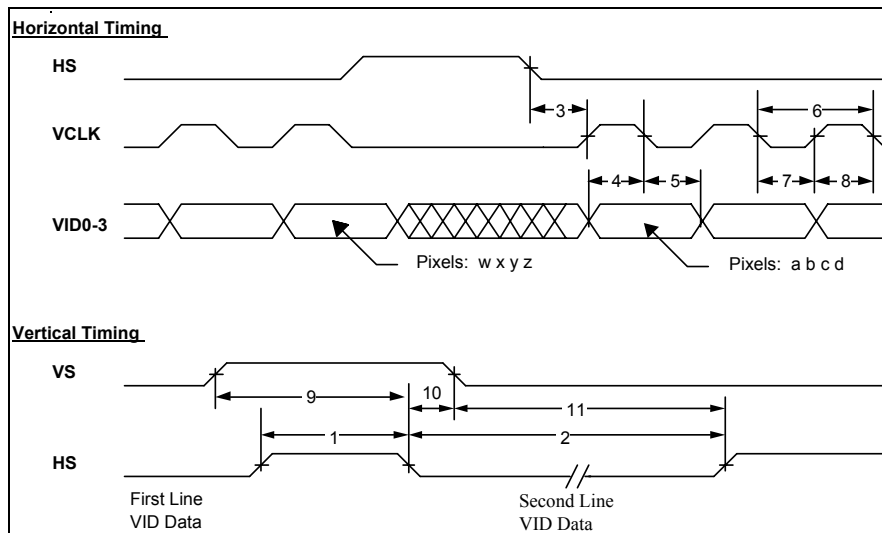 Horizontal Timing
HS
3
6
VCLK
4
5
7
8
VID0-3
Pixels: w x y z
Pixels: a b c d
Vertical Timing
VS
9
10
11
1
2
HS
First Line
VID Data
Second Line
VID Data